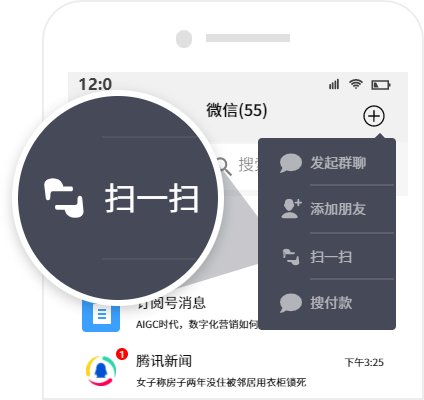 12:0
微信(55)
搜
发起群聊
添加朋友
扫一扫
扫一扫
搜付款
订阅号消息
AIGC时代，数字化营销如何
1
腾讯新闻
下午3:25
女子称房子两年没住被邻居用衣柜锁死